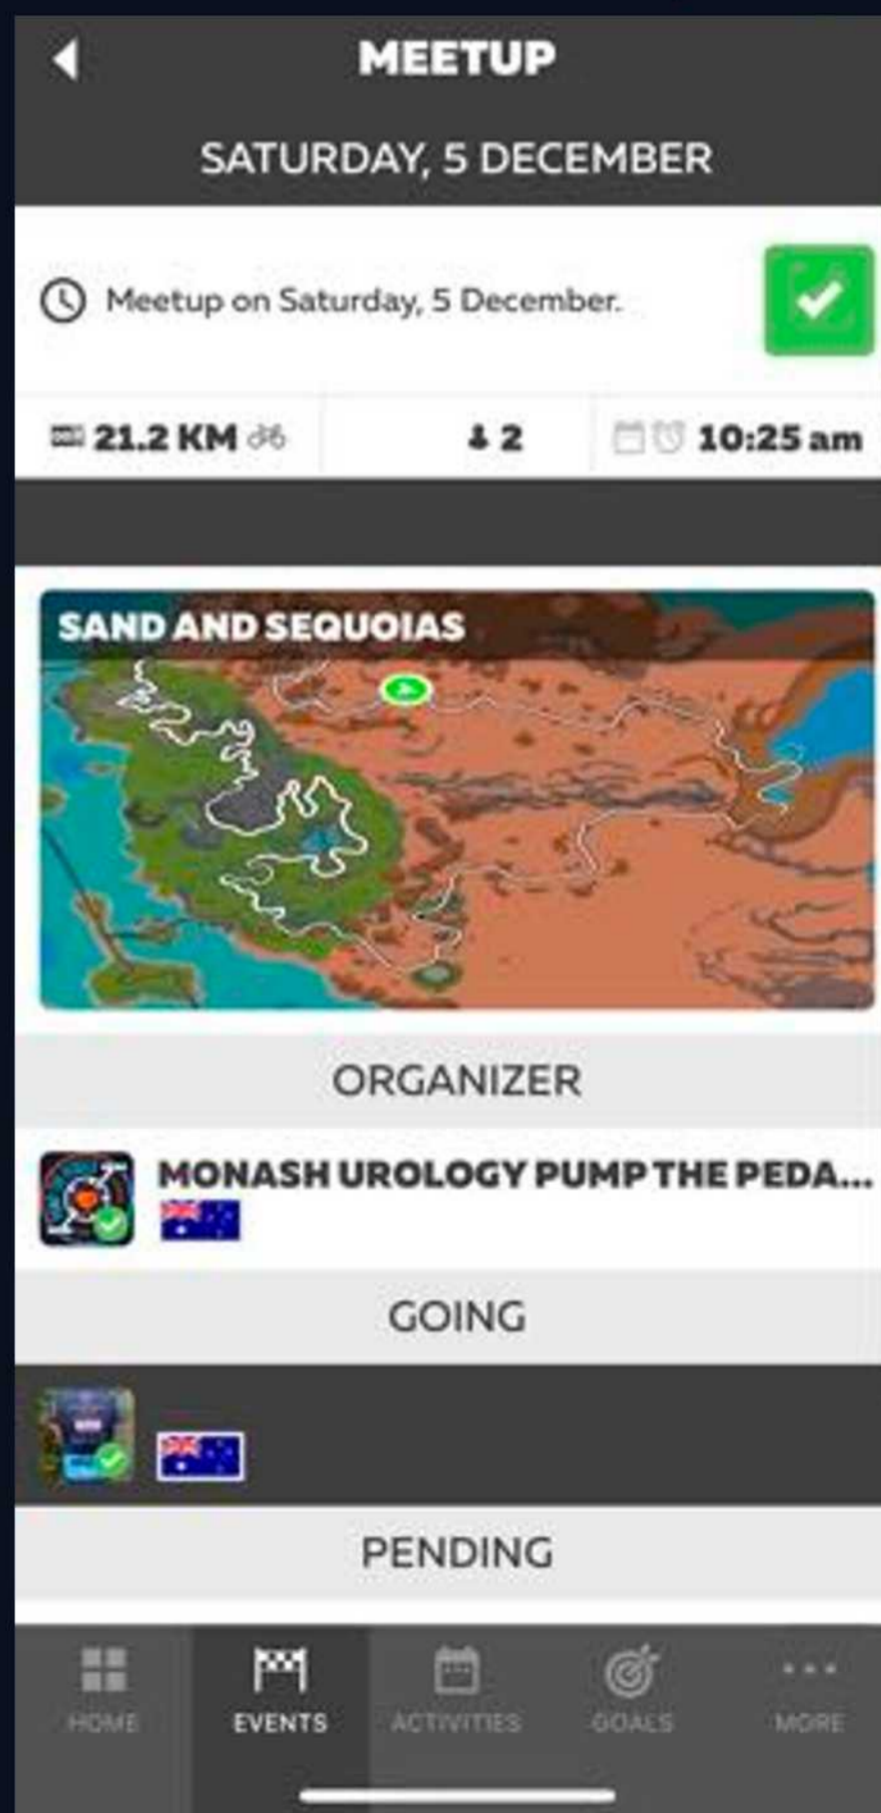 MEETUP
SATURDAY, 5 DECEMBER
Meetup on Saturday, 5 December.
21.2 KM 2 10:25 am
SAND AND SEQUOIAS
ORGANIZER
MONASH UROLOGY PUMP THE PEDA...
GOING
PENDING
HOME EVENTS ACTIVITIES GOALS MORE